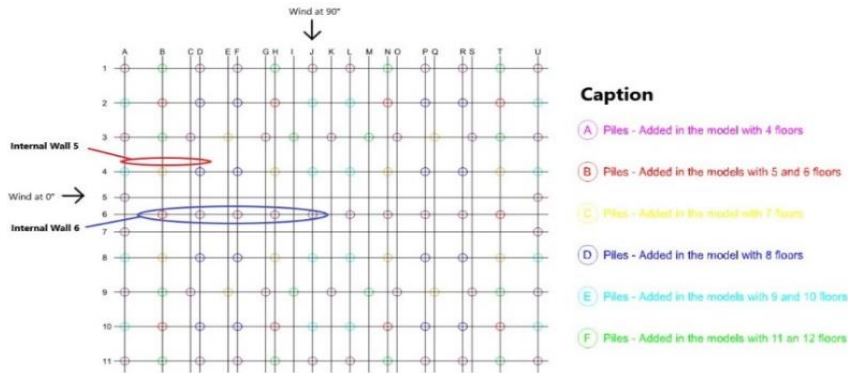 Wind at 90°
A B C D E F G H I J K L M N O P Q R S T U
1
2
3
Internal Wall 5
4
Wind at 0°
5
6
Internal Wall 6
7
8
9
10
11
Caption
A Piles - Added in the model with 4 floors
B Piles - Added in the models with 5 and 6 floors
C Piles - Added in the models with 7 floors
D Piles - Added in the models with 8 floors
E Piles - Added in the models with 9 and 10 floors
F Piles - Added in the models with 11 an 12 floors